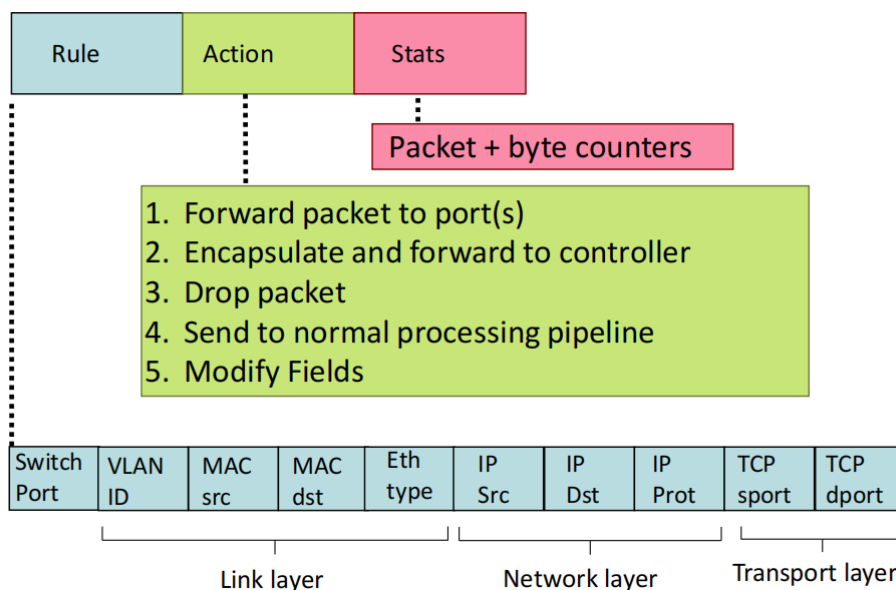 Rule Action Stats
Packet + byte counters
1. Forward packet to port(s)
2. Encapsulate and forward to controller
3. Drop packet
4. Send to normal processing pipeline
5. Modify Fields
Switch Port
VLAN ID
MAC src
MAC dst
Eth type
IP Src
IP Dst
IP Prot
TCP sport
TCP dport
Link layer
Network layer
Transport layer